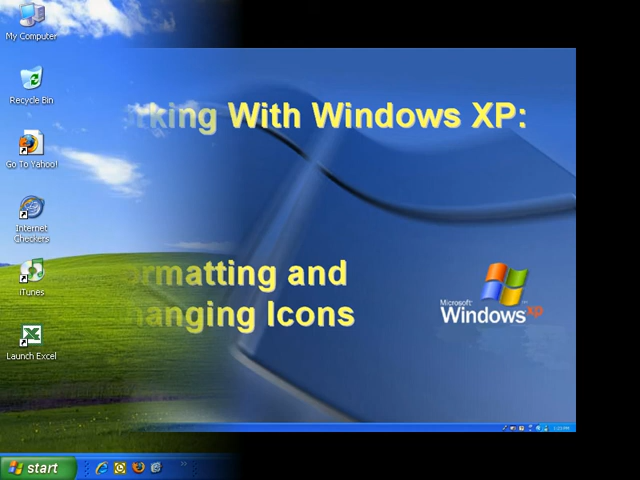 My Computer
Recycle Bin
Go To Yahoo!
Internet
Checkers
iTunes
Launch Excel
rking With Windows XP:
rmatting and
hanging Icons
Microsoft
Windows xp
start